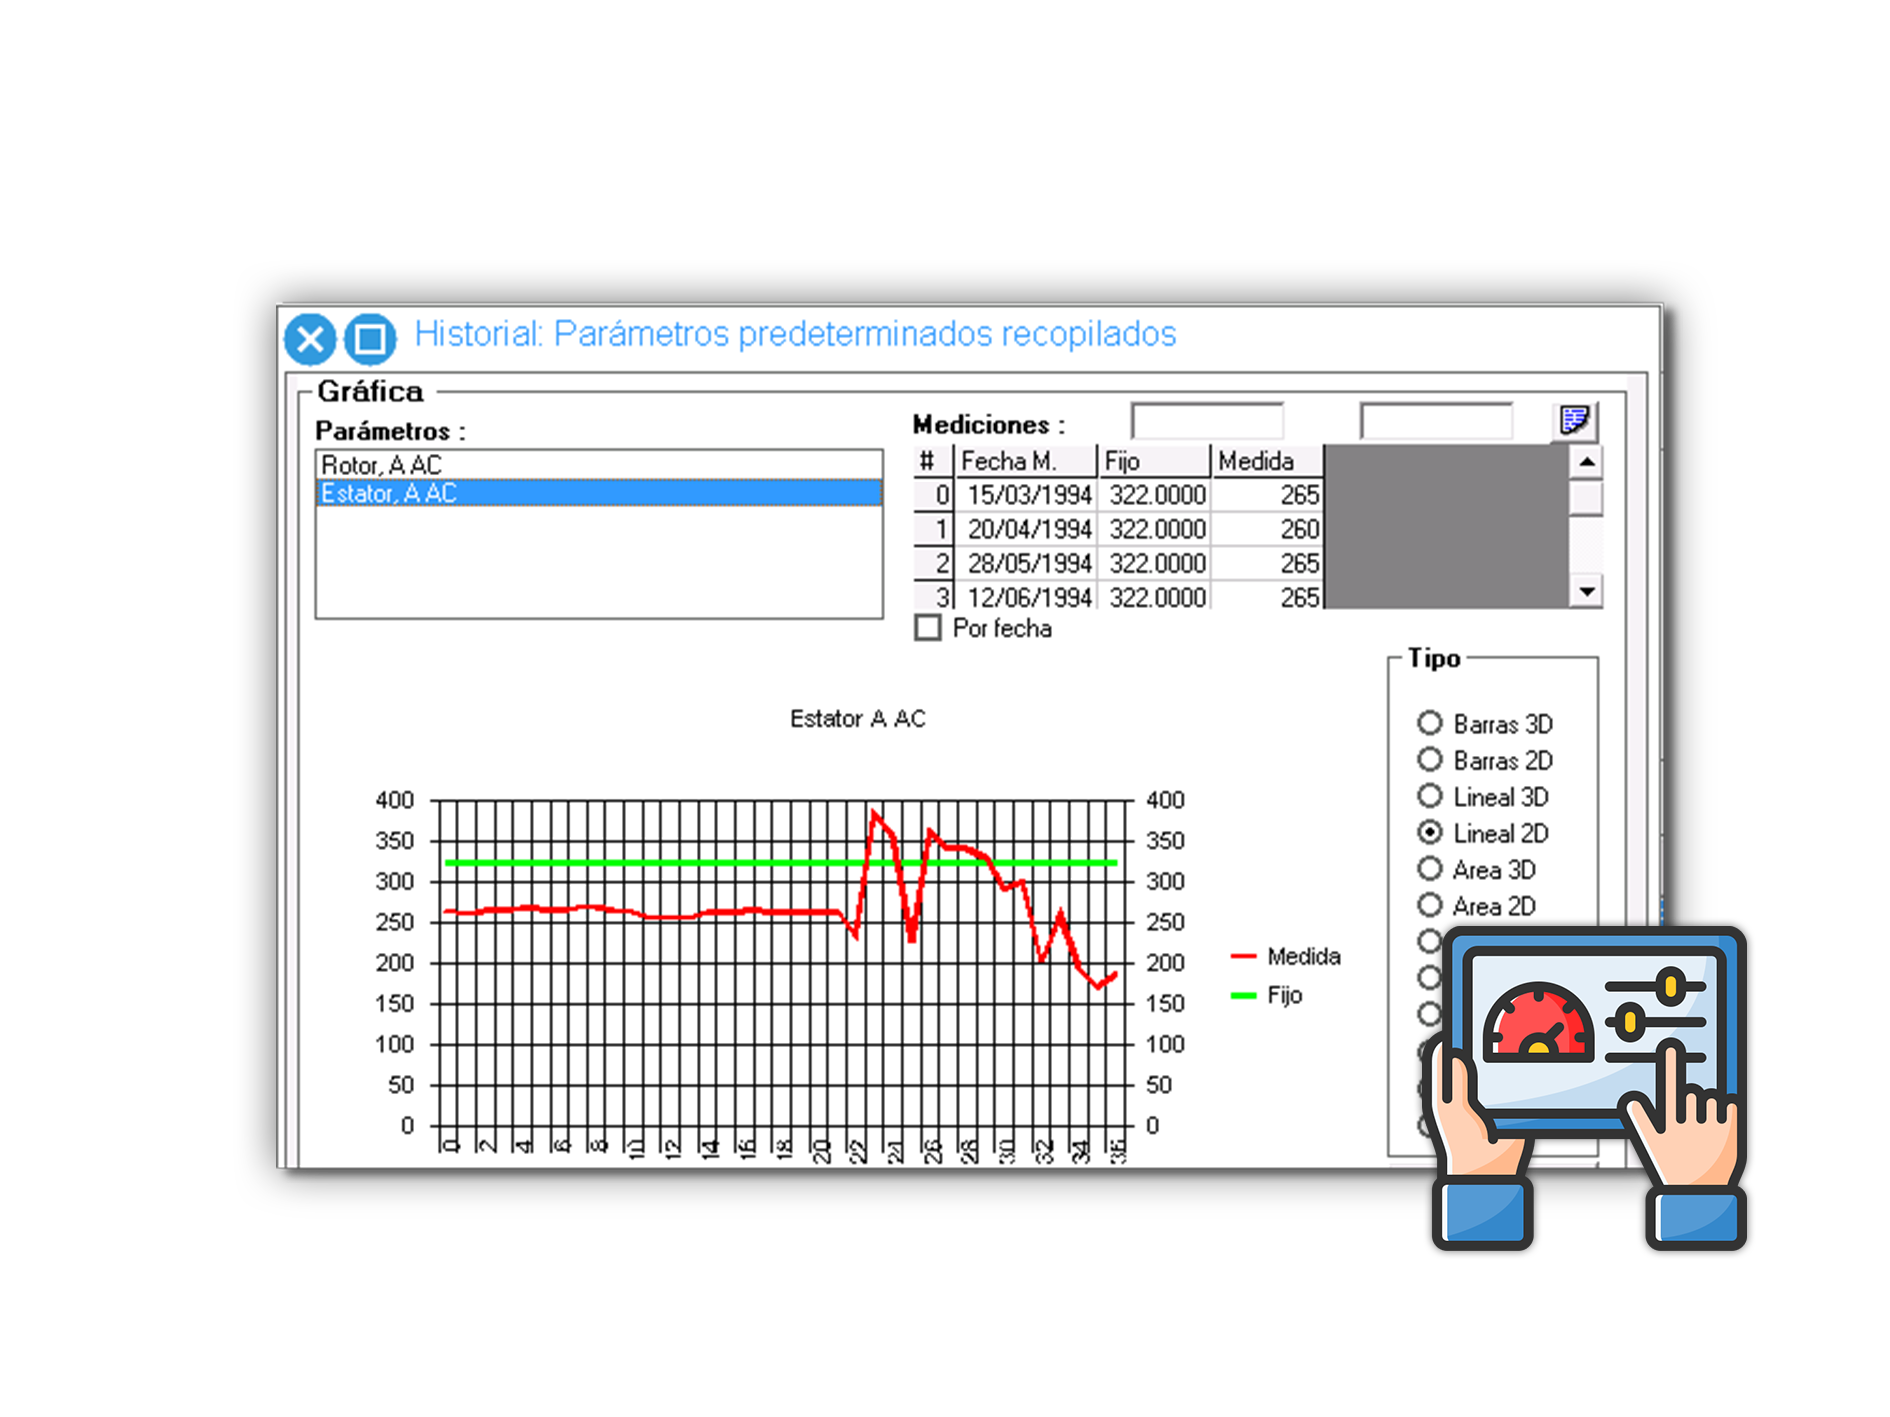 Historial: Parámetros predeterminados recopilados
Gráfica
Parámetros :
Rotor, A AC
Estator, A AC
Mediciones :
# Fecha M. Fijo Medida
0 15/03/1994 322.0000 265
1 20/04/1994 322.0000 260
2 28/05/1994 322.0000 265
3 12/06/1994 322.0000 265
Por fecha
Tipo
Barras 3D
Barras 2D
Lineal 3D
Lineal 2D
Area 3D
Area 2D
Estator A AC
400 400
350 350
300 300
250 250
200 200
150 150
100 100
50 50
0 0
Medida
Fijo
0 2 4 6 8 10 12 14 16 18 20 22 24 26 28 30 32 34 36